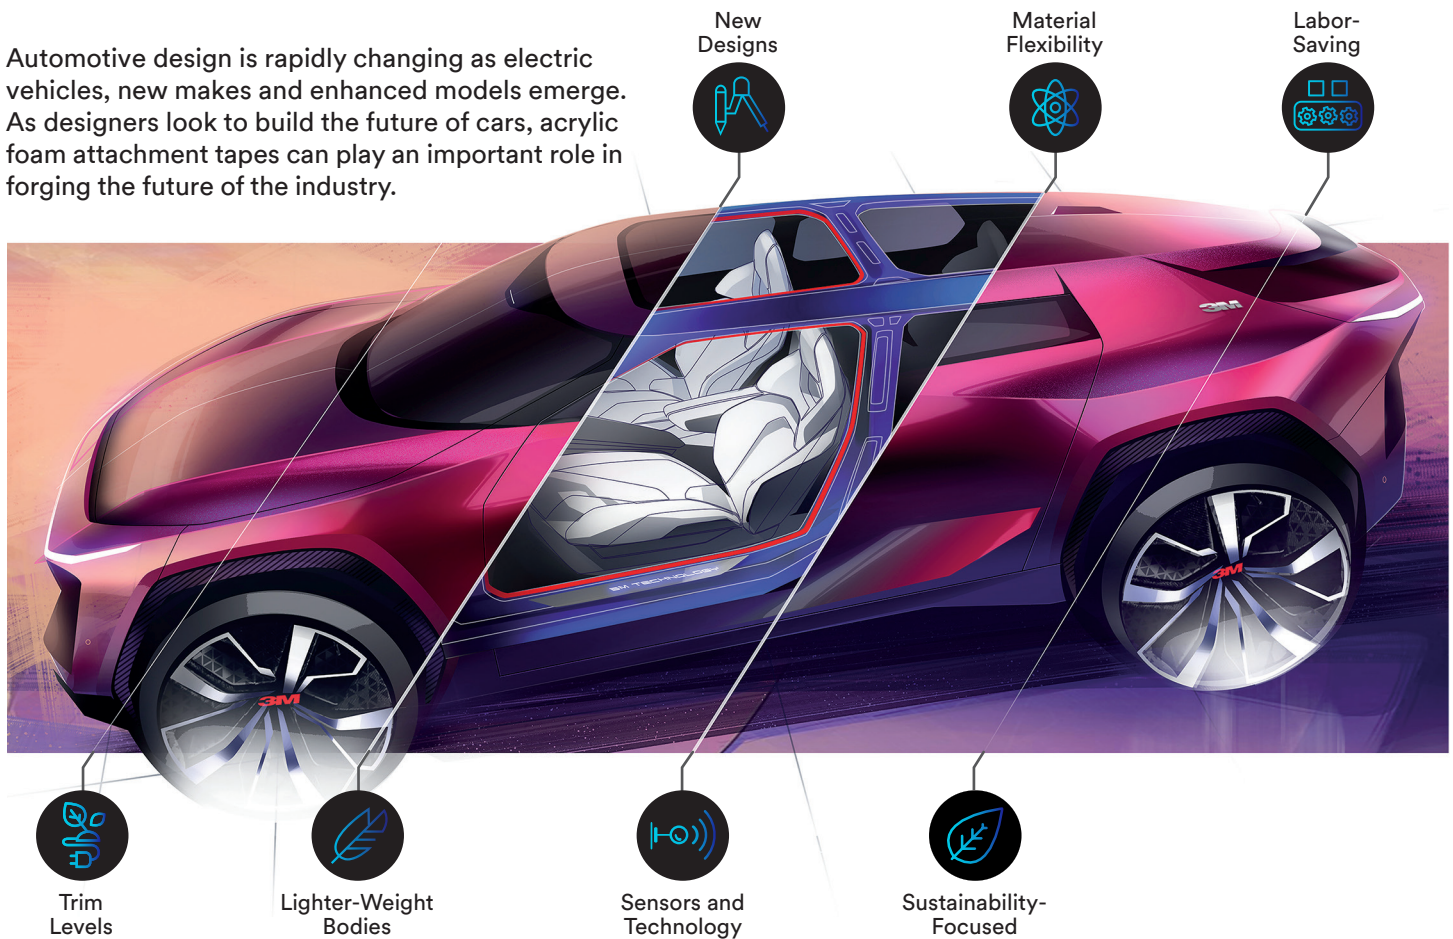 Automotive design is rapidly changing as electric
vehicles, new makes and enhanced models emerge.
As designers look to build the future of cars, acrylic
foam attachment tapes can play an important role in
forging the future of the industry.
New
Designs
Material
Flexibility
Labor-
Saving
3M
3M TECHNOLOGY
3M
3M
Trim
Levels
Lighter-Weight
Bodies
Sensors and
Technology
Sustainability-
Focused